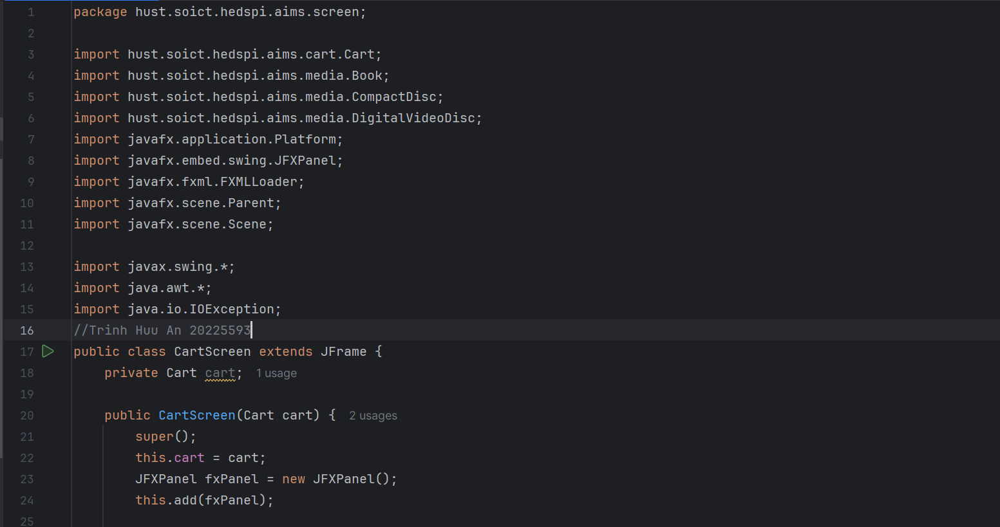 1 package hust.soict.hedspi.aims.screen;
2
3 import hust.soict.hedspi.aims.cart.Cart;
4 import hust.soict.hedspi.aims.media.Book;
5 import hust.soict.hedspi.aims.media.CompactDisc;
6 import hust.soict.hedspi.aims.media.DigitalVideoDisc;
7 import javafx.application.Platform;
8 import javafx.embed.swing.JFXPanel;
9 import javafx.fxml.FXMLLoader;
10 import javafx.scene.Parent;
11 import javafx.scene.Scene;
12
13 import javax.swing.*;
14 import java.awt.*;
15 import java.io.IOException;
16 //Trinh Huu An 20225593
17 public class CartScreen extends JFrame {
18     private Cart cart; 1 usage
19
20     public CartScreen(Cart cart) { 2 usages
21         super();
22         this.cart = cart;
23         JFXPanel fxPanel = new JFXPanel();
24         this.add(fxPanel);
25